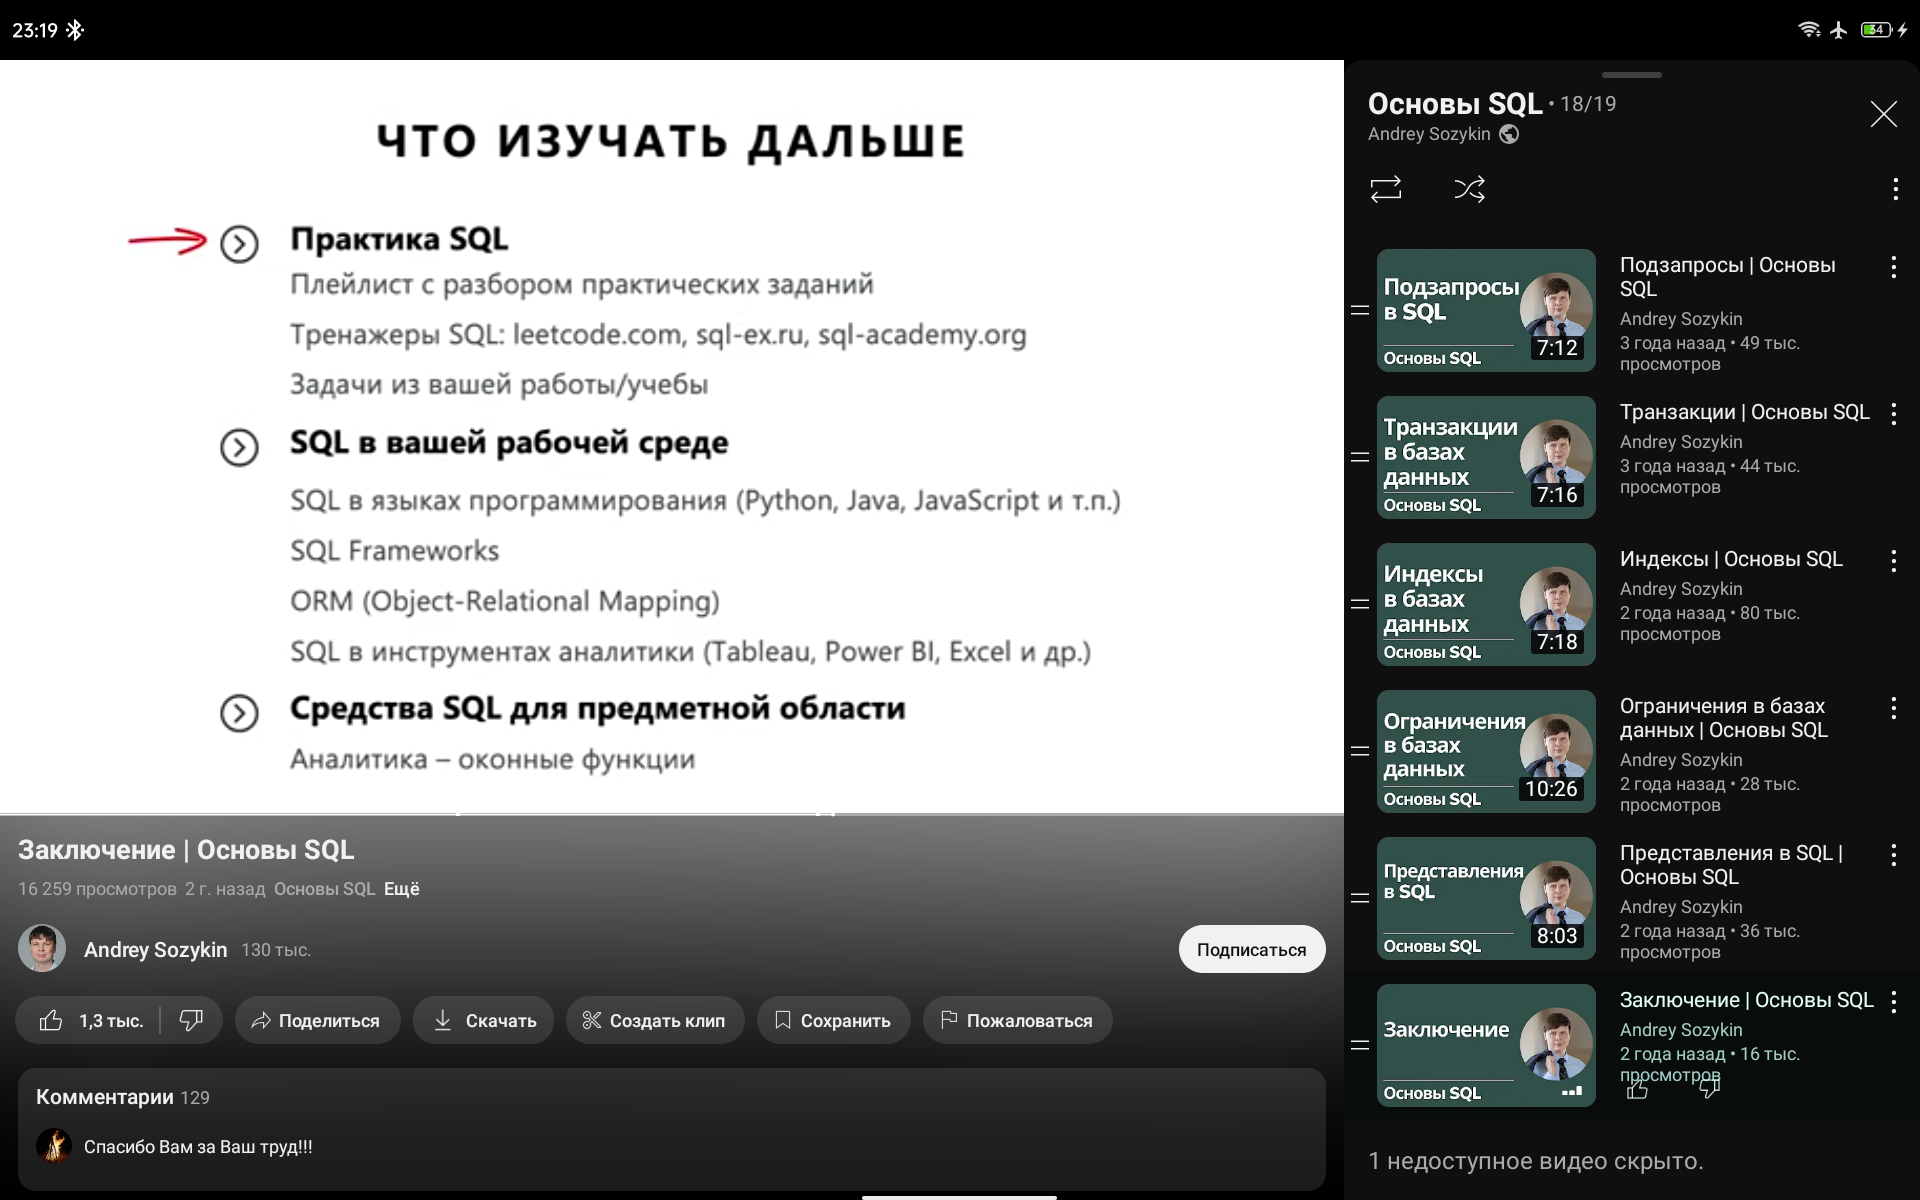 23:19
34
ЧТО ИЗУЧАТЬ ДАЛЬШЕ
Практика SQL
Плейлист с разбором практических заданий
Тренажеры SQL: leetcode.com, sql-ex.ru, sql-academy.org
Задачи из вашей работы/учебы
SQL в вашей рабочей среде
SQL в языках программирования (Python, Java, JavaScript и т.п.)
SQL Frameworks
ORM (Object-Relational Mapping)
SQL в инструментах аналитики (Tableau, Power BI, Excel и др.)
Средства SQL для предметной области
Аналитика – оконные функции
Заключение | Основы SQL
16 259 просмотров 2 г. назад Основы SQL Ещё
Andrey Sozykin 130 тыс.
Подписаться
1,3 тыс.
Поделиться
Скачать
Создать клип
Сохранить
Пожаловаться
Комментарии 129
Спасибо Вам за Ваш труд!!!
Основы SQL • 18/19
Andrey Sozykin
Подзапросы
в SQL
7:12
Основы SQL
Подзапросы | Основы
SQL
Andrey Sozykin
3 года назад • 49 тыс.
просмотров
Транзакции
в базах
данных
7:16
Основы SQL
Транзакции | Основы SQL
Andrey Sozykin
3 года назад • 44 тыс.
просмотров
Индексы
в базах
данных
7:18
Основы SQL
Индексы | Основы SQL
Andrey Sozykin
2 года назад • 80 тыс.
просмотров
Ограничения
в базах
данных
10:26
Основы SQL
Ограничения в базах
данных | Основы SQL
Andrey Sozykin
2 года назад • 28 тыс.
просмотров
Представления
в SQL
8:03
Основы SQL
Представления в SQL |
Основы SQL
Andrey Sozykin
2 года назад • 36 тыс.
просмотров
Заключение
Основы SQL
Заключение | Основы SQL
Andrey Sozykin
2 года назад • 16 тыс.
просмотров
1 недоступное видео скрыто.